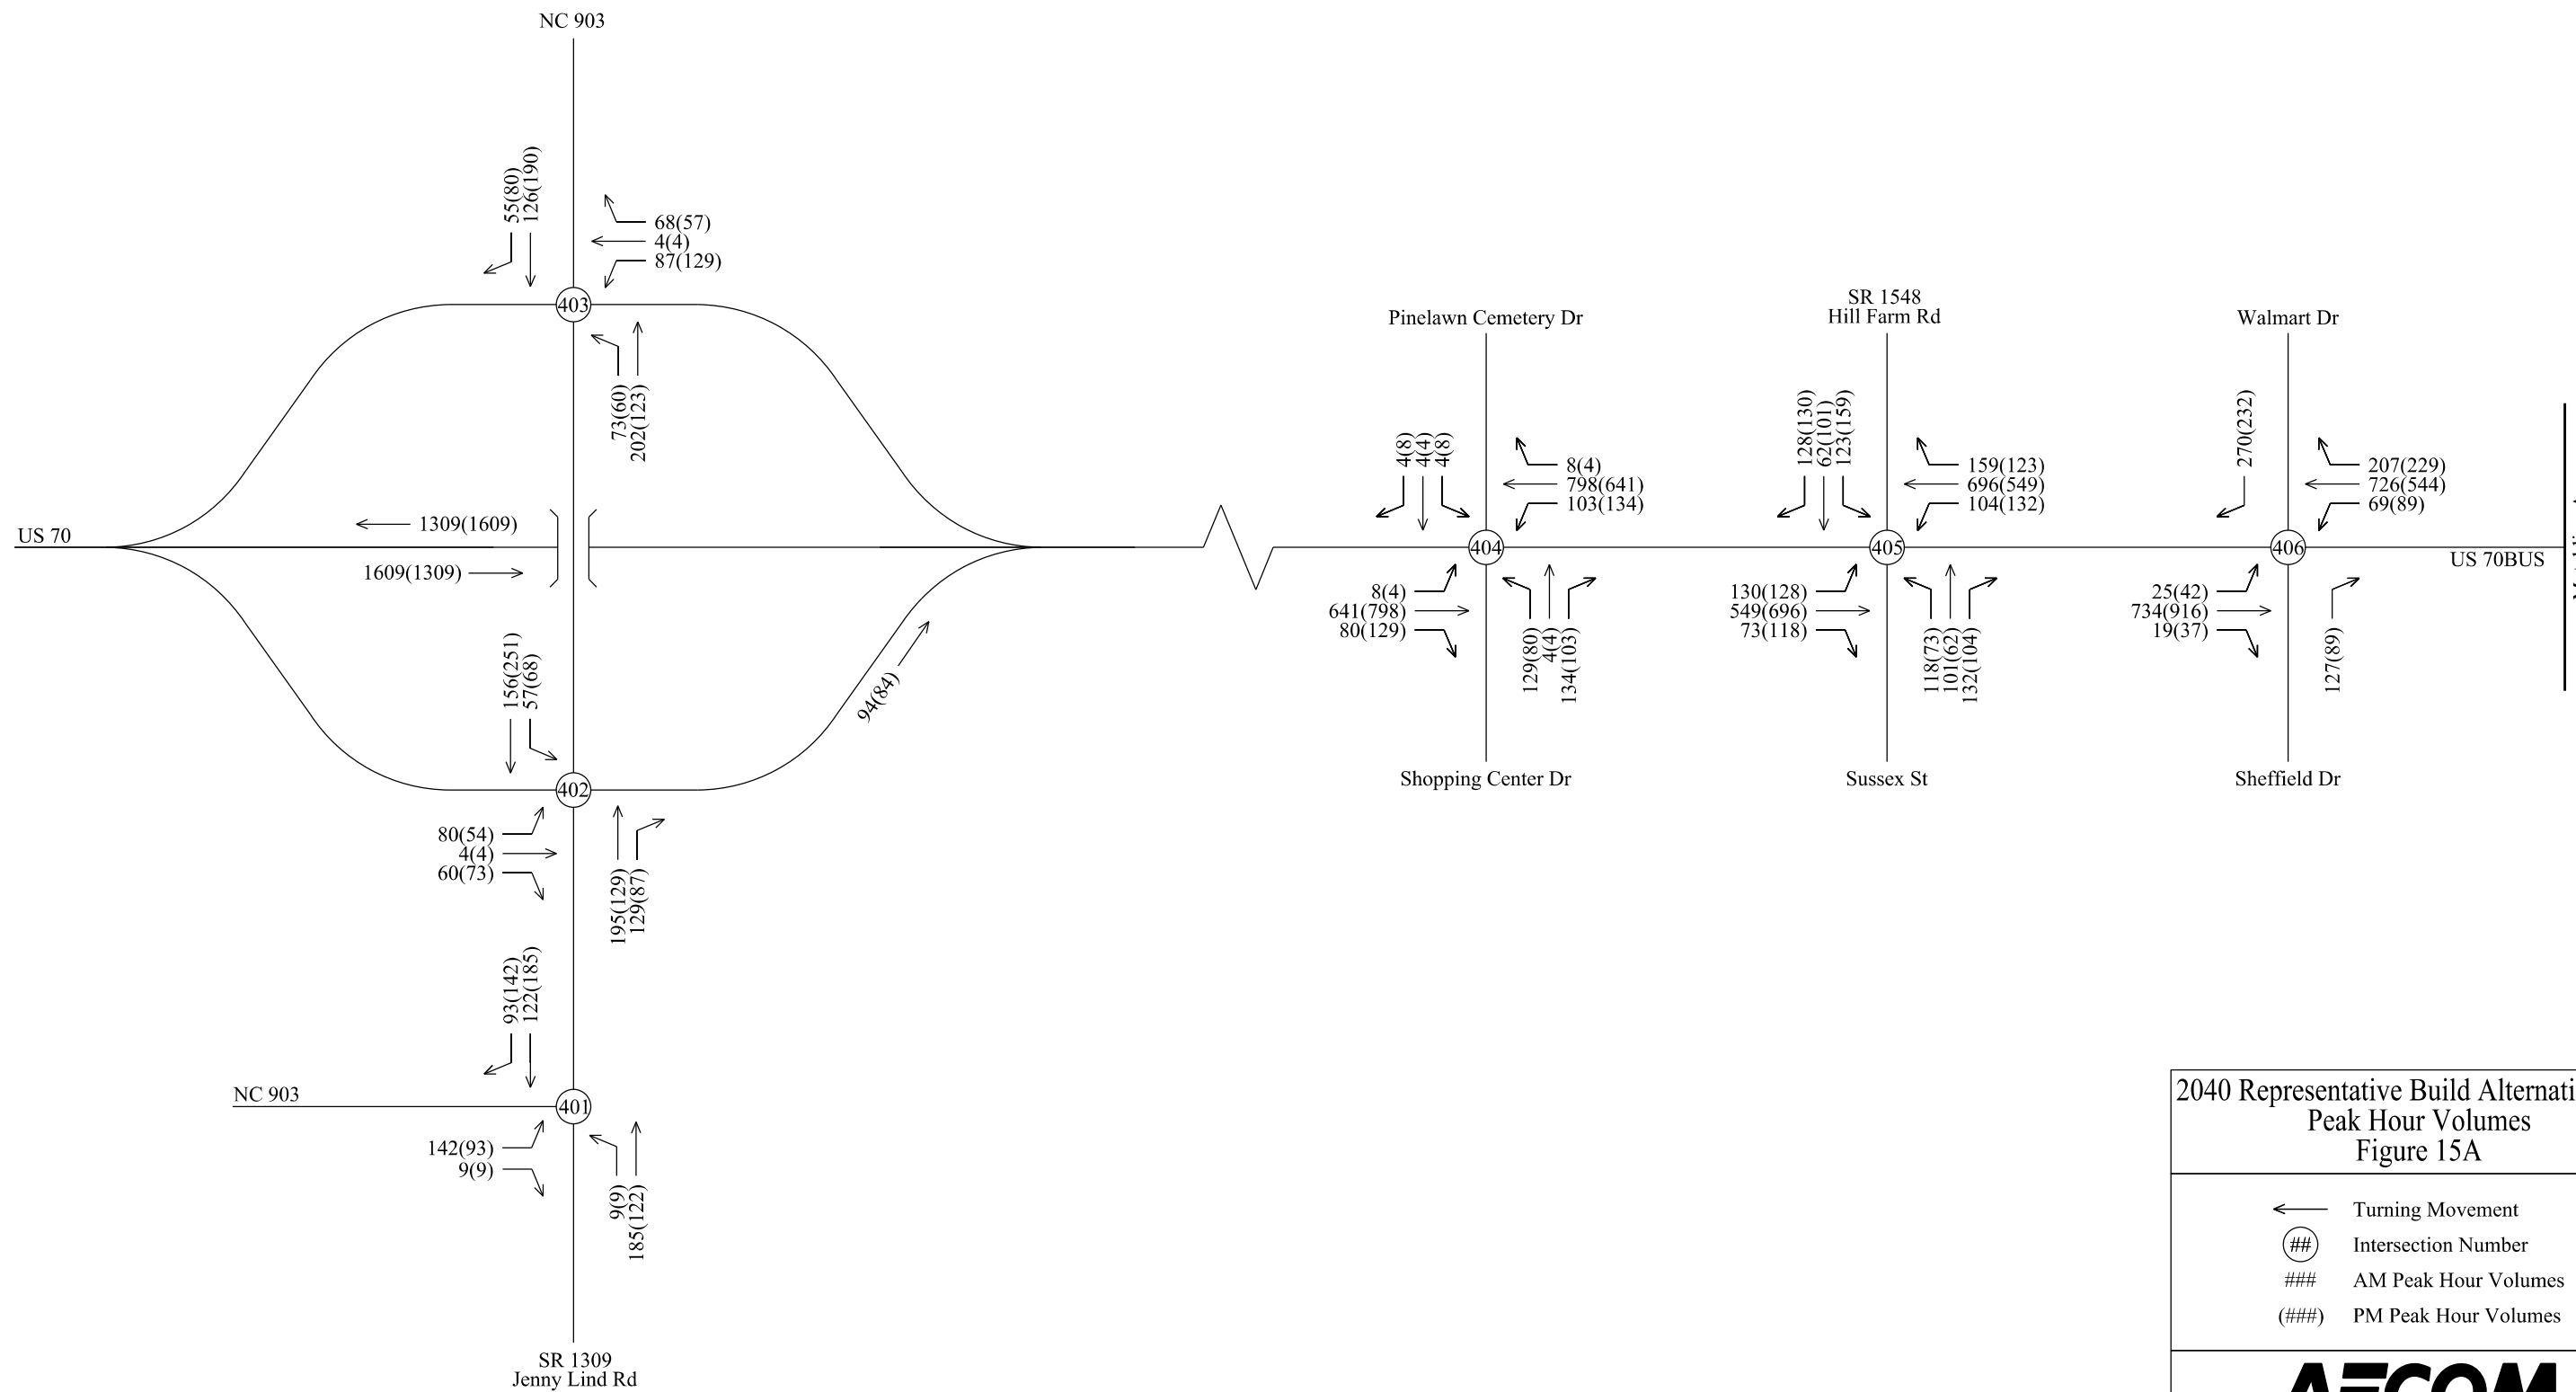 NC 903
55(80)
126(190)
68(57)
4(4)
87(129)
403
73(60)
202(123)
US 70
1309(1609)
1609(1309)
156(251)
57(68)
94(84)
402
80(54)
4(4)
60(73)
195(129)
129(87)
93(142)
122(185)
NC 903
401
142(93)
9(9)
9(9)
185(122)
SR 1309
Jenny Lind Rd
Pinelawn Cemetery Dr
4(8)
4(4)
4(8)
8(4)
798(641)
103(134)
404
8(4)
641(798)
80(129)
129(80)
4(4)
134(103)
Shopping Center Dr
SR 1548
Hill Farm Rd
128(130)
62(101)
123(159)
159(123)
696(549)
104(132)
405
130(128)
549(696)
73(118)
118(73)
101(62)
132(104)
Sussex St
Walmart Dr
270(232)
207(229)
726(544)
69(89)
406
US 70BUS
25(42)
734(916)
19(37)
127(89)
Sheffield Dr
2040 Representative Build Alternati
Peak Hour Volumes
Figure 15A
Turning Movement
## Intersection Number
### AM Peak Hour Volumes
(###) PM Peak Hour Volumes
AECOM